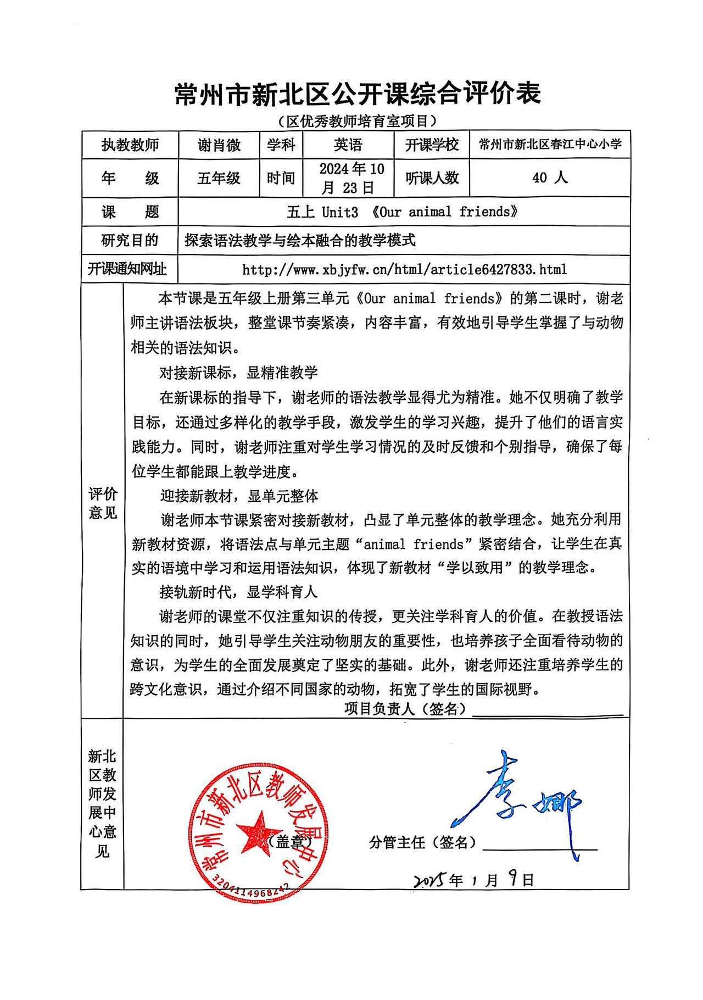 常州市新北区公开课综合评价表
（区优秀教师培育室项目）
执教教师 谢肖微 学科 英语 开课学校 常州市新北区春江中心小学
年 级 五年级 时间 2024 年 10 月 23 日 听课人数 40 人
课 题 五上 Unit3 《Our animal friends》
研究目的 探索语法教学与绘本融合的教学模式
开课通知网址 http://www.xbjyfw.cn/html/article6427833.html
评价意见
本节课是五年级上册第三单元《Our animal friends》的第二课时，谢老
师主讲语法板块，整堂课节奏紧凑，内容丰富，有效地引导学生掌握了与动物
相关的语法知识。
对接新课标，显精准教学
在新课标的指导下，谢老师的语法教学显得尤为精准。她不仅明确了教学
目标，还通过多样化的教学手段，激发学生的学习兴趣，提升了他们的语言实
践能力。同时，谢老师注重对学生学习情况的及时反馈和个别指导，确保了每
位学生都能跟上教学进度。
迎接新教材，显单元整体
谢老师本节课紧密对接新教材，凸显了单元整体的教学理念。她充分利用
新教材资源，将语法点与单元主题“animal friends”紧密结合，让学生在真
实的语境中学习和运用语法知识，体现了新教材“学以致用”的教学理念。
接轨新时代，显学科育人
谢老师的课堂不仅注重知识的传授，更关注学科育人的价值。在教授语法
知识的同时，她引导学生关注动物朋友的重要性，也培养孩子全面看待动物的
意识，为学生的全面发展奠定了坚实的基础。此外，谢老师还注重培养学生的
跨文化意识，通过介绍不同国家的动物，拓宽了学生的国际视野。
项目负责人（签名）
新北区教师发展中心意见
常州市新北区教师发展中心
3204114968242
（盖章）
分管主任（签名） 李娜
2025 年 1 月 9 日